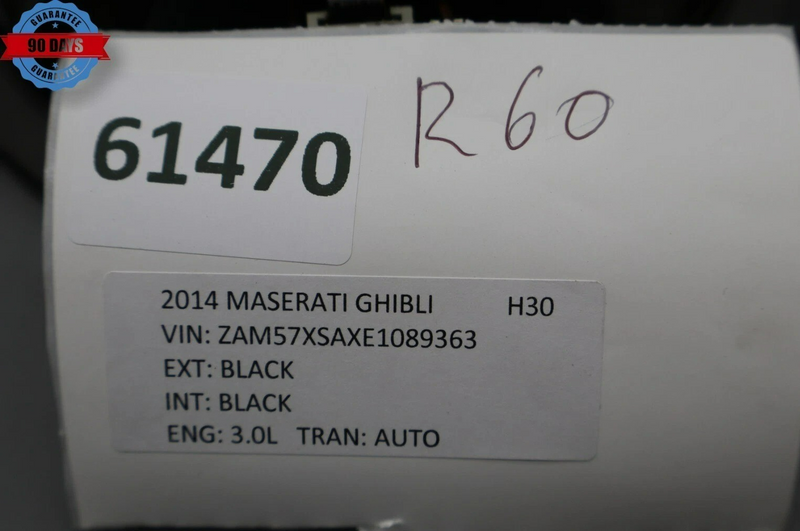 GUARANTEE
90 DAYS
GUARANTEE
R60
61470
2014 MASERATI GHIBLI H30
VIN: ZAM57XSAXE1089363
EXT: BLACK
INT: BLACK
ENG: 3.0L TRAN: AUTO